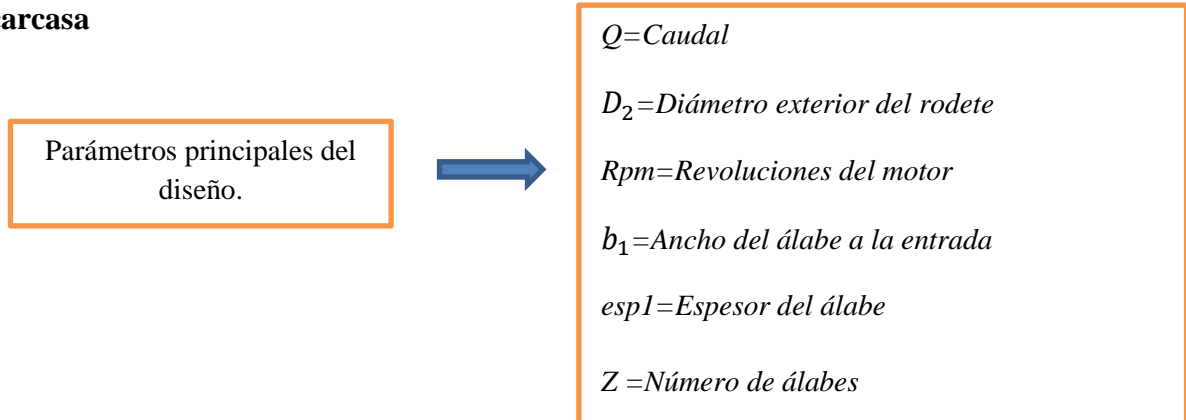 Parámetros principales del
diseño.
Q=Caudal
D₂=Diámetro exterior del rodete
Rpm=Revoluciones del motor
b₁=Ancho del álabe a la entrada
esp1=Espesor del álabe
Z =Número de álabes